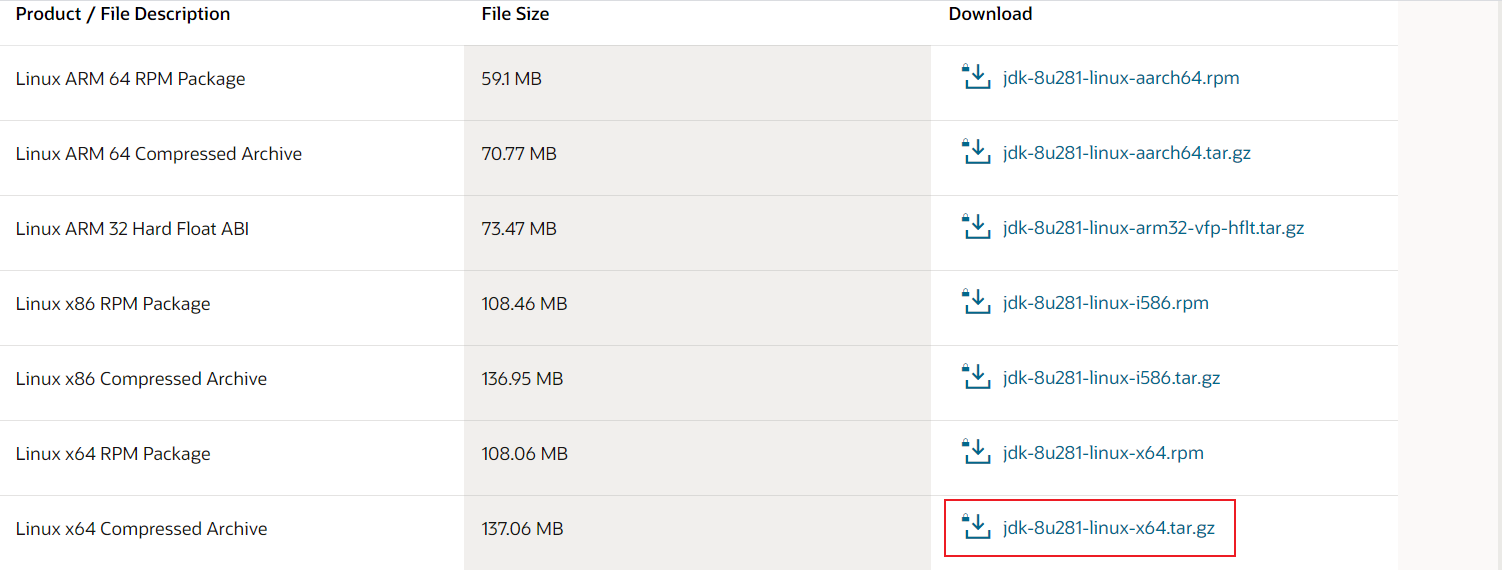 Product / File Description File Size Download
Linux ARM 64 RPM Package 59.1 MB jdk-8u281-linux-aarch64.rpm
Linux ARM 64 Compressed Archive 70.77 MB jdk-8u281-linux-aarch64.tar.gz
Linux ARM 32 Hard Float ABI 73.47 MB jdk-8u281-linux-arm32-vfp-hflt.tar.gz
Linux x86 RPM Package 108.46 MB jdk-8u281-linux-i586.rpm
Linux x86 Compressed Archive 136.95 MB jdk-8u281-linux-i586.tar.gz
Linux x64 RPM Package 108.06 MB jdk-8u281-linux-x64.rpm
Linux x64 Compressed Archive 137.06 MB jdk-8u281-linux-x64.tar.gz